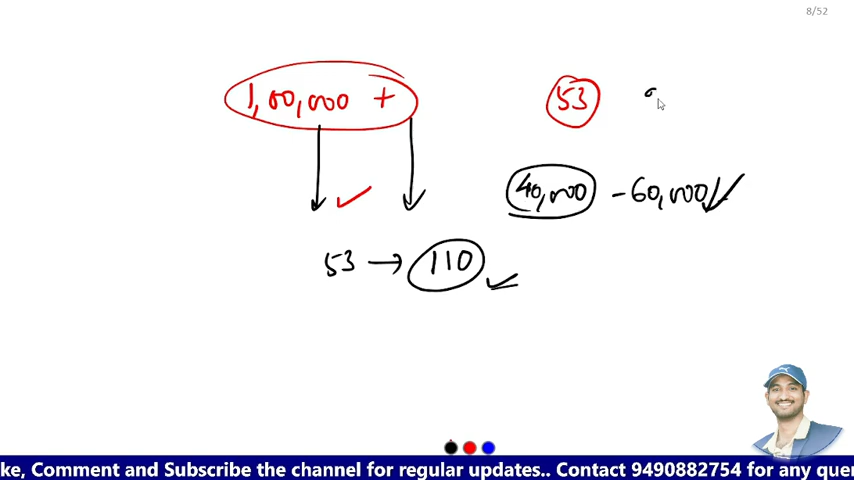 8/52
1,00,000 +
53
40,000 - 60,000
53 → 110
ke, Comment and Subscribe the channel for regular updates.. Contact 9490882754 for any quer